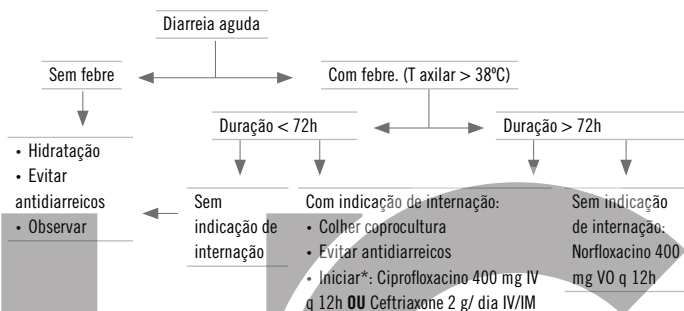 Diarreia aguda
Sem febre
Com febre. (T axilar > 38ºC)
Duração < 72h
Duração > 72h
• Hidratação
• Evitar
antidiarreicos
• Observar
Sem
indicação de
internação
Com indicação de internação:
• Colher coprocultura
• Evitar antidiarreicos
• Iniciar*: Ciprofloxacino 400 mg IV
q 12h OU Ceftriaxone 2 g/ dia IV/IM
Sem indicação
de internação:
Norfloxacino 400
mg VO q 12h